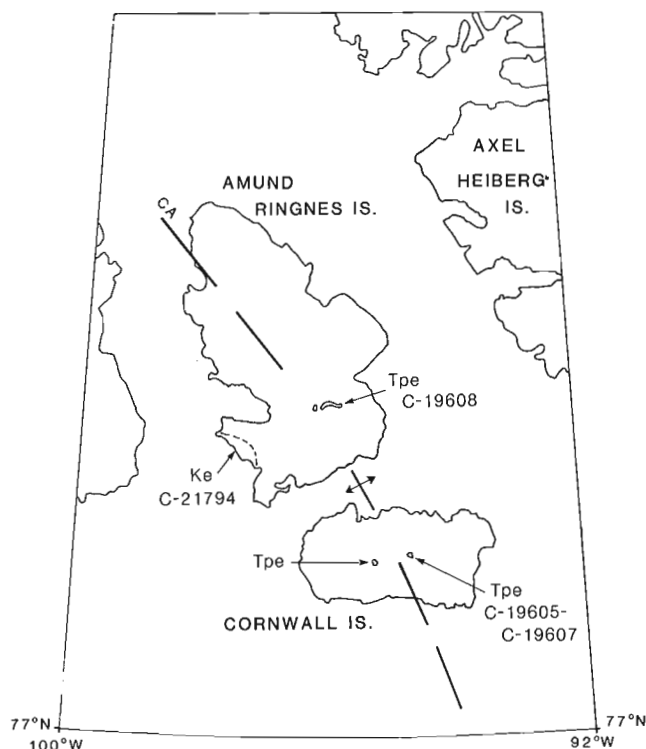 AXEL
HEIBERG
IS.
AMUND
RINGNES IS.
CA
Tpe
C-19608
Ke
C-21794
Tpe
Tpe
C-19605-
C-19607
CORNWALL IS.
77°N
77°N
100°W
92°W